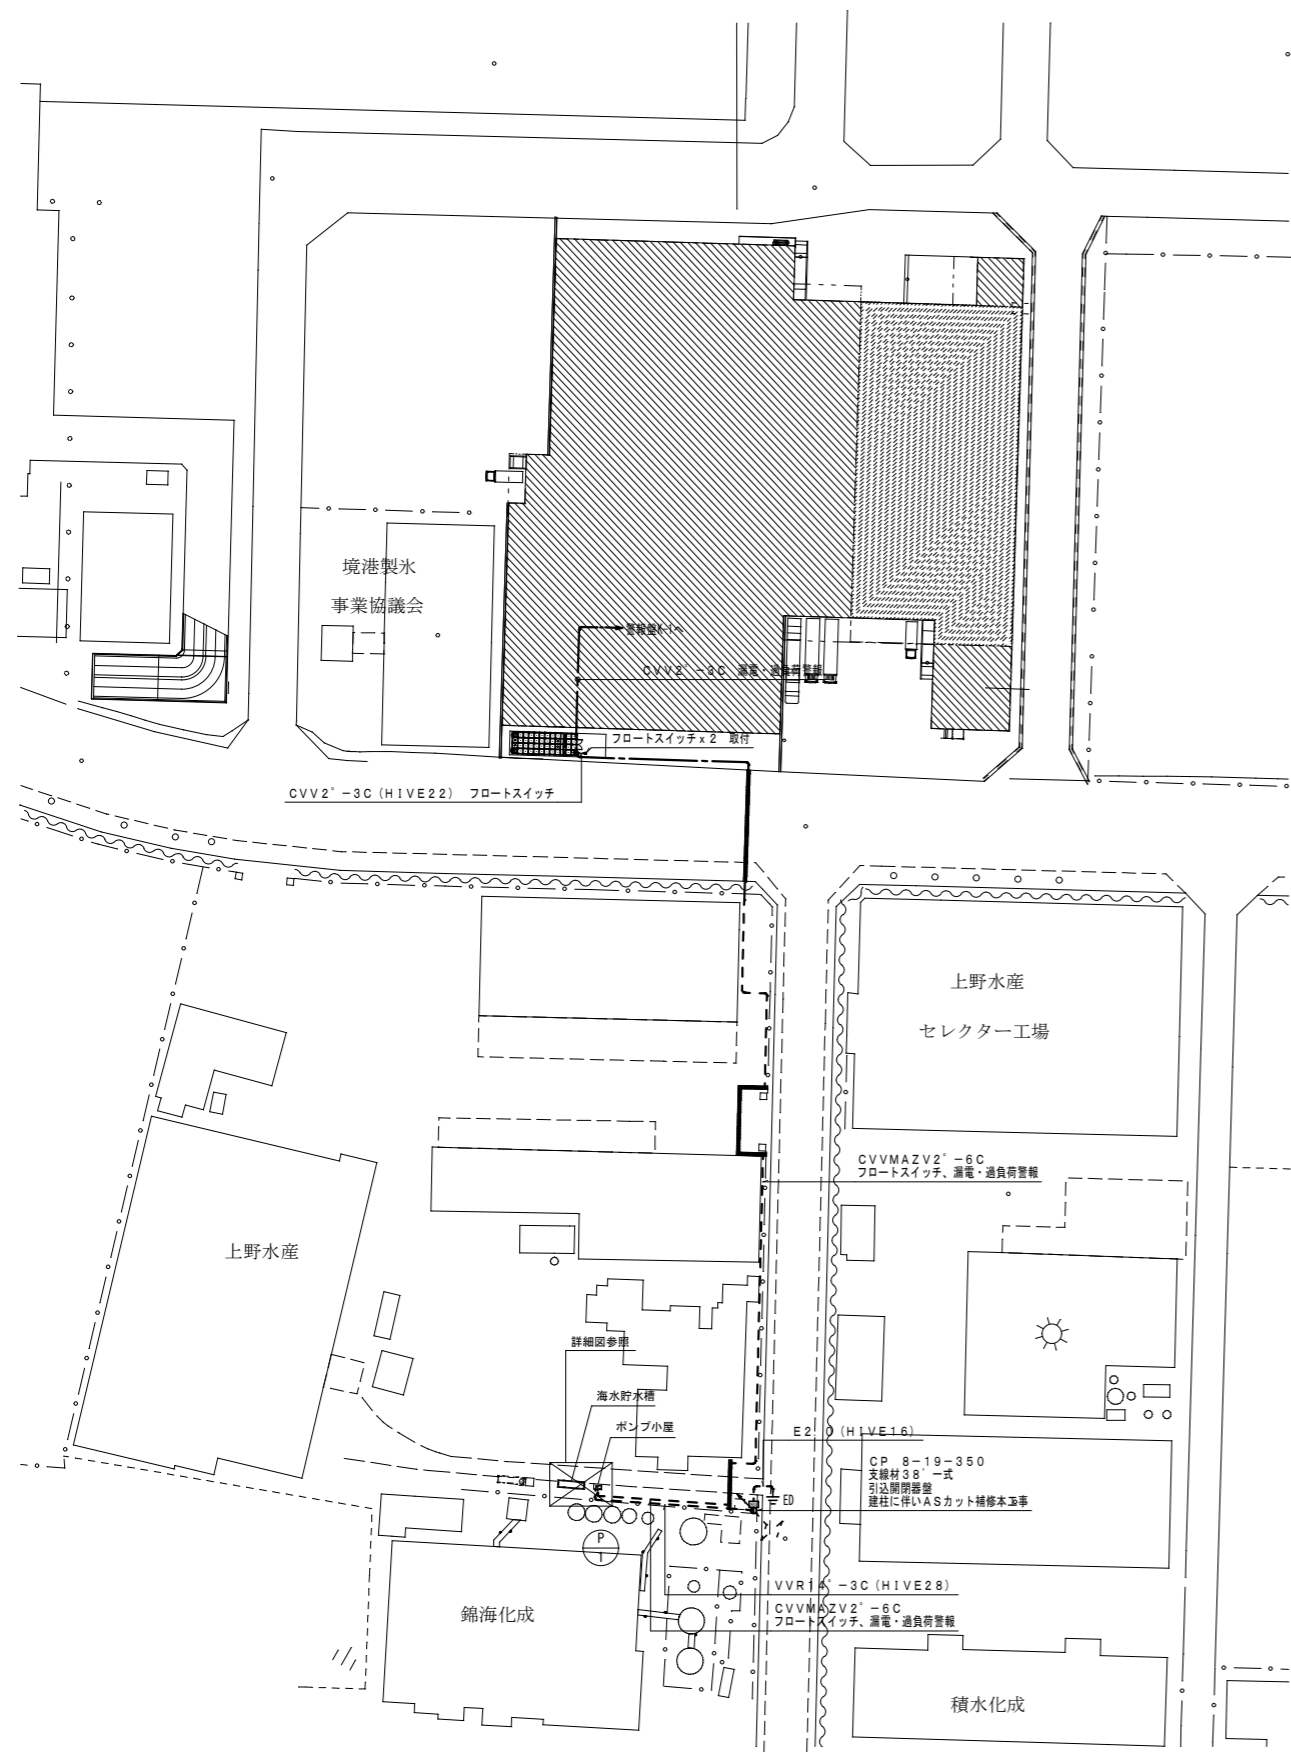 境港製氷
事業協議会
警報盤K-1へ
CVV2°-3C 漏電・過負荷警報
フロートスイッチx2 取付
CVV2°-3C(HIVE22) フロートスイッチ
上野水産
セレクター工場
CVVMAZV2°-6C
フロートスイッチ、漏電・過負荷警報
上野水産
詳細図参照
海水貯水槽
ポンプ小屋
E2.0(HIVE16)
CP 8-19-350
支線材38°一式
引込開閉器盤
建柱に伴いASカット補修本工事
ED
P
1
VVR14°-3C(HIVE28)
CVVMAZV2°-6C
フロートスイッチ、漏電・過負荷警報
錦海化成
積水化成